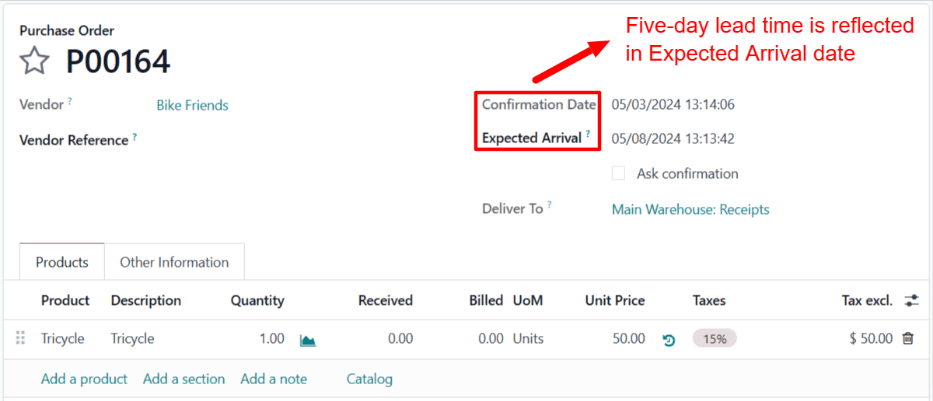 Purchase Order
Five-day lead time is reflected
in Expected Arrival date
P00164
Vendor ? Bike Friends
Confirmation Date 05/03/2024 13:14:06
Vendor Reference ?
Expected Arrival ? 05/08/2024 13:13:42
Ask confirmation
Deliver To ? Main Warehouse: Receipts
Products Other Information
Product Description Quantity Received Billed UoM Unit Price Taxes Tax excl.
Tricycle Tricycle 1.00 0.00 0.00 Units 50.00 15% $ 50.00
Add a product Add a section Add a note Catalog